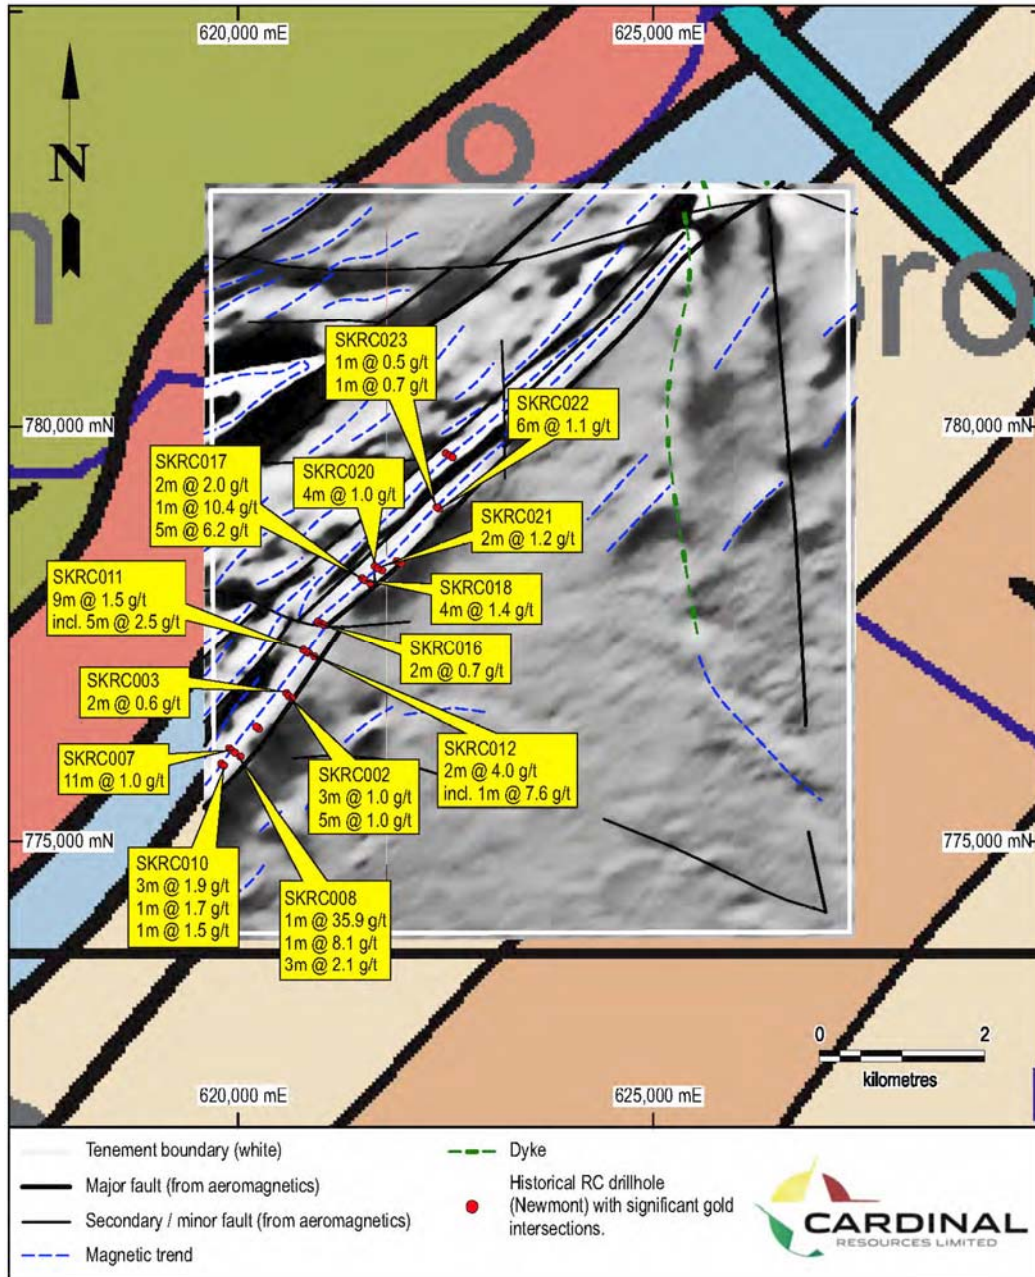 620,000 mE
625,000 mE
N
o
n
pro
SKRC023
1m @ 0.5 g/t
1m @ 0.7 g/t
780,000 mN
SKRC022
6m @ 1.1 g/t
780,000 mN
SKRC017
2m @ 2.0 g/t
1m @ 10.4 g/t
5m @ 6.2 g/t
SKRC020
4m @ 1.0 g/t
SKRC021
2m @ 1.2 g/t
SKRC011
9m @ 1.5 g/t
incl. 5m @ 2.5 g/t
SKRC018
4m @ 1.4 g/t
SKRC016
2m @ 0.7 g/t
SKRC003
2m @ 0.6 g/t
SKRC007
11m @ 1.0 g/t
SKRC002
3m @ 1.0 g/t
5m @ 1.0 g/t
SKRC012
2m @ 4.0 g/t
incl. 1m @ 7.6 g/t
775,000 mN
775,000 mN
SKRC010
3m @ 1.9 g/t
1m @ 1.7 g/t
1m @ 1.5 g/t
SKRC008
1m @ 35.9 g/t
1m @ 8.1 g/t
3m @ 2.1 g/t
0 2
kilometres
620,000 mE
625,000 mE
Tenement boundary (white)
Major fault (from aeromagnetics)
Secondary / minor fault (from aeromagnetics)
Magnetic trend
Dyke
Historical RC drillhole
(Newmont) with significant gold
intersections.
CARDINAL
RESOURCES LIMITED